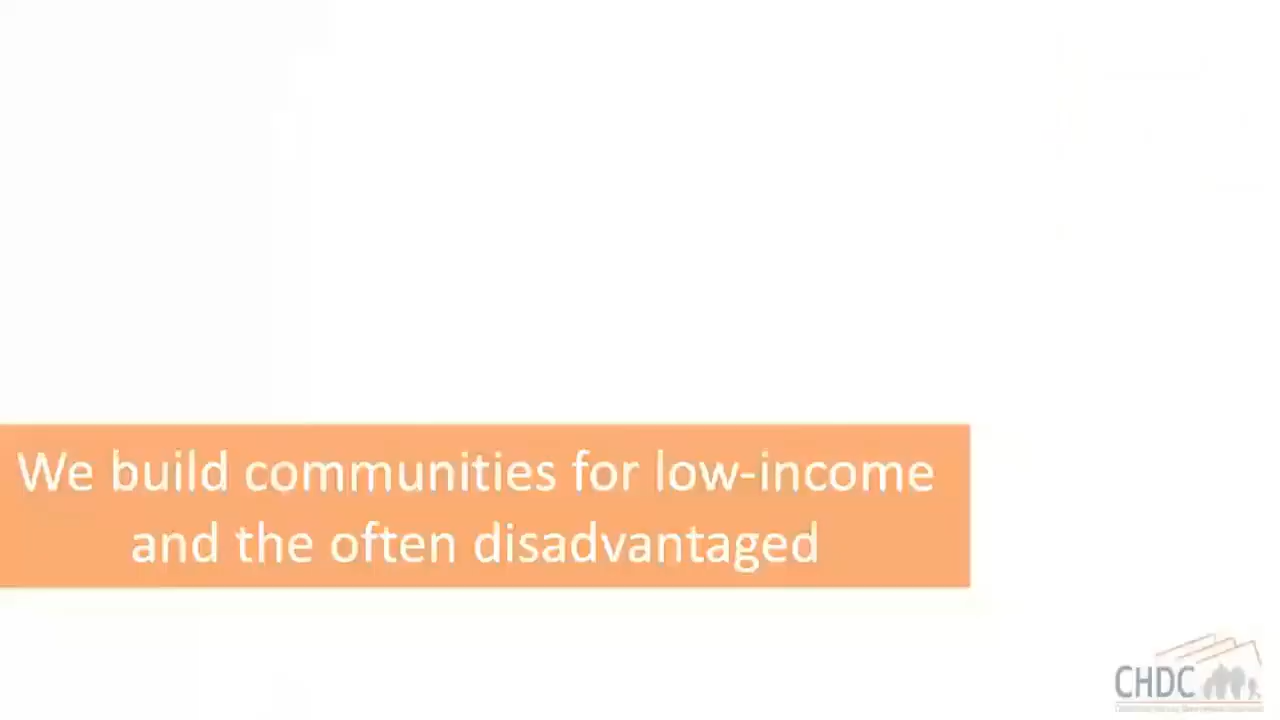 We build communities for low-income
and the often disadvantaged
CHDC